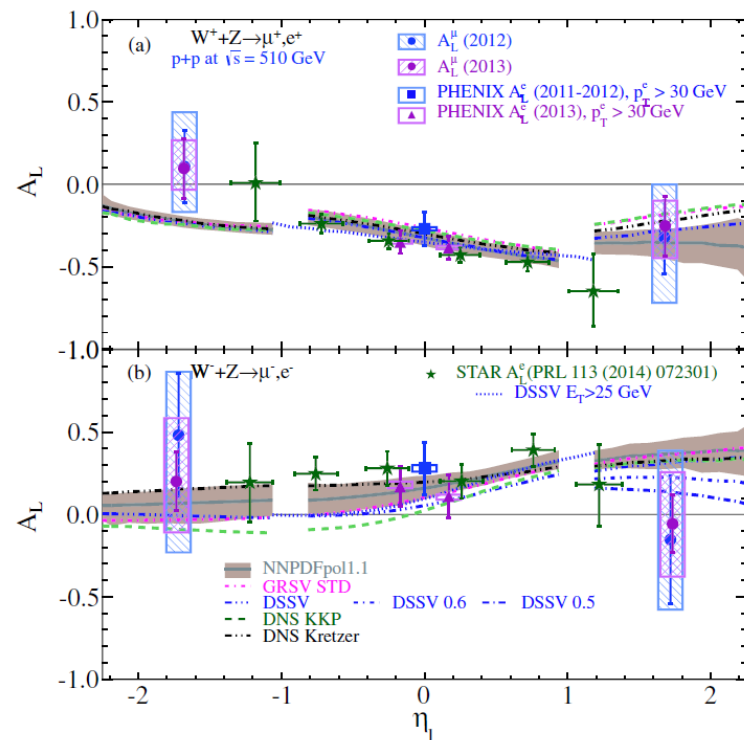 (a) W⁺+Z→μ⁺,e⁺
p+p at √s = 510 GeV
A_L^μ (2012)
A_L^μ (2013)
PHENIX A_L^e (2011-2012), p_T^e > 30 GeV
PHENIX A_L^e (2013), p_T^e > 30 GeV
A_L
1.0
0.5
0.0
-0.5
-1.0
(b) W⁻+Z→μ⁻,e⁻
STAR A_L^e (PRL 113 (2014) 072301)
DSSV E_T>25 GeV
A_L
1.0
0.5
0.0
-0.5
-1.0
NNPDFpol1.1
GRSV STD
DSSV DSSV 0.6 DSSV 0.5
DNS KKP
DNS Kretzer
-2 -1 0 1 2
η_l